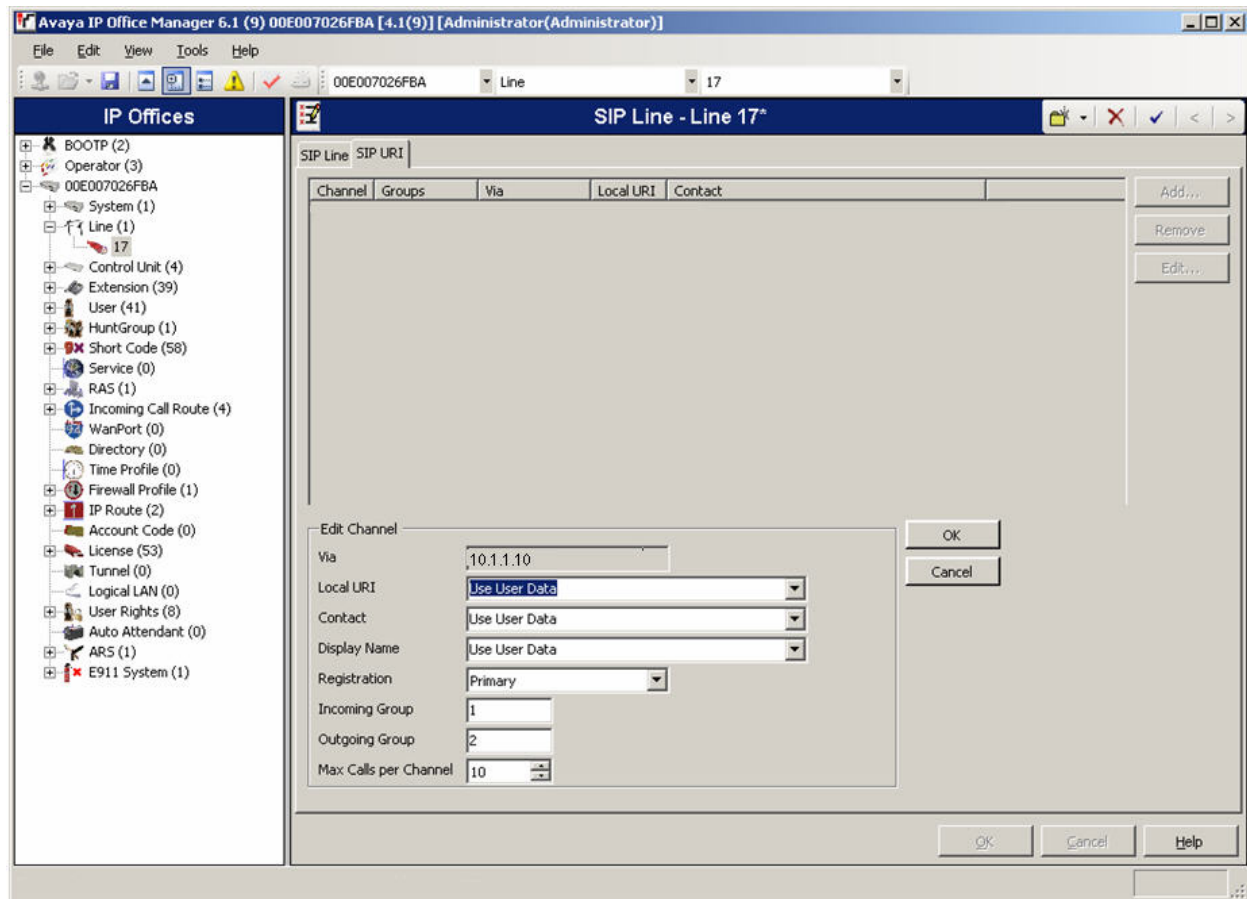 Avaya IP Office Manager 6.1 (9) 00E007026FBA [4.1(9)] [Administrator(Administrator)]
File Edit View Tools Help
00E007026FBA Line 17
IP Offices
BOOTP (2)
Operator (3)
00E007026FBA
System (1)
Line (1)
17
Control Unit (4)
Extension (39)
User (41)
HuntGroup (1)
Short Code (58)
Service (0)
RAS (1)
Incoming Call Route (4)
WanPort (0)
Directory (0)
Time Profile (0)
Firewall Profile (1)
IP Route (2)
Account Code (0)
License (53)
Tunnel (0)
Logical LAN (0)
User Rights (8)
Auto Attendant (0)
ARS (1)
E911 System (1)
SIP Line - Line 17*
SIP Line SIP URI
Channel Groups Via Local URI Contact
Add...
Remove
Edit...
Edit Channel
Via 10.1.1.10
Local URI Use User Data
Contact Use User Data
Display Name Use User Data
Registration Primary
Incoming Group 1
Outgoing Group 2
Max Calls per Channel 10
OK
Cancel
OK Cancel Help